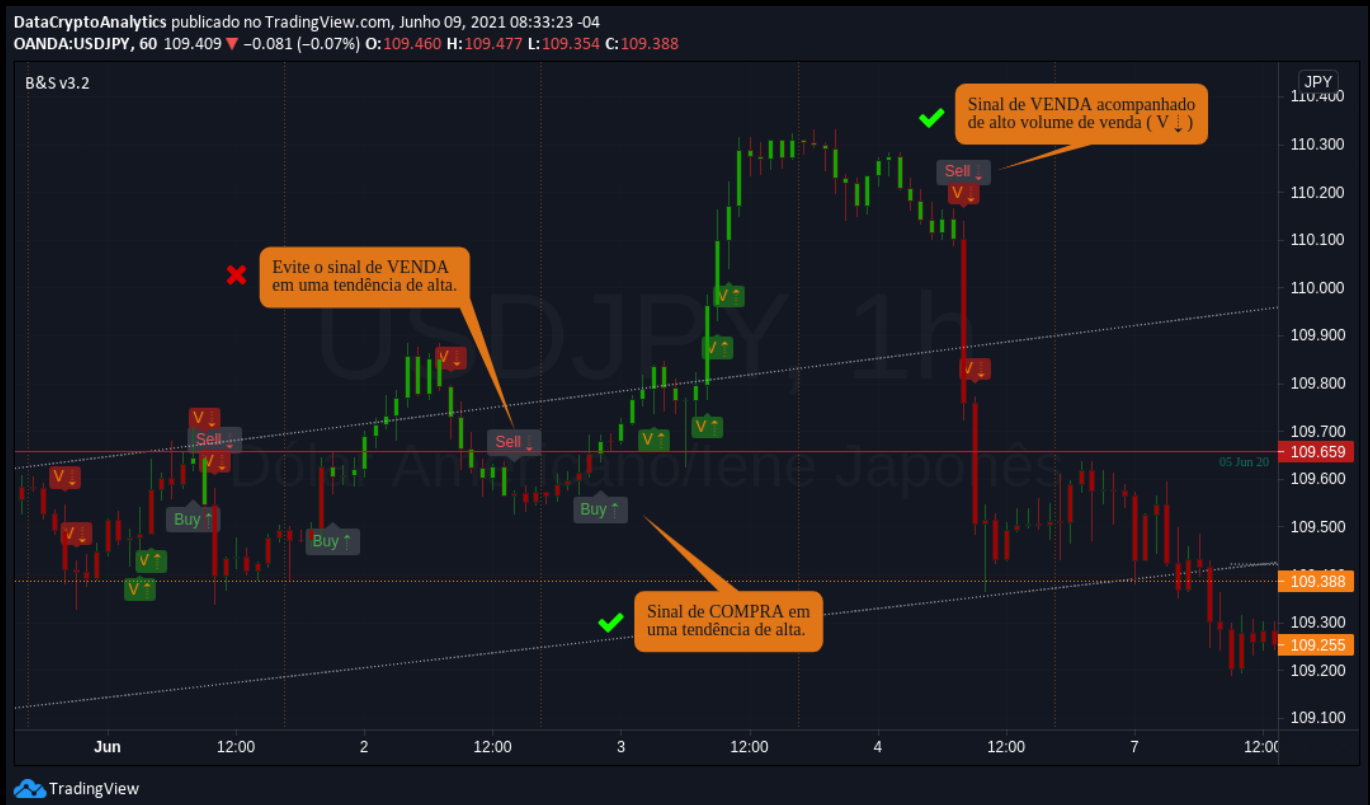 DataCryptoAnalytics publicado no TradingView.com, Junho 09, 2021 08:33:23 -04
OANDA:USDJPY, 60 109.409 ▼ −0.081 (−0.07%) O:109.460 H:109.477 L:109.354 C:109.388
B&S v3.2
JPY
110.400
Sinal de VENDA acompanhado
de alto volume de venda ( V ⇣ )
110.300
Sell ↓
V ⇣
110.200
110.100
Evite o sinal de VENDA
em uma tendência de alta.
USDJPY, 1h
110.000
V ⇡
109.900
V ⇡
V ⇣
V ⇣
109.800
V ⇣
Sell ↓
V ⇣
Sell ↓
V ⇡
V ⇡
109.700
109.659
05 Jun 20
Dólar Americano/Iene Japonês
V ⇣
109.600
Buy ↑
Buy ↑
V ⇣
Buy ↑
109.500
V ⇡
V ⇡
109.388
Sinal de COMPRA em
uma tendência de alta.
109.300
109.255
109.200
109.100
Jun 12:00 2 12:00 3 12:00 4 12:00 7 12:00
TradingView